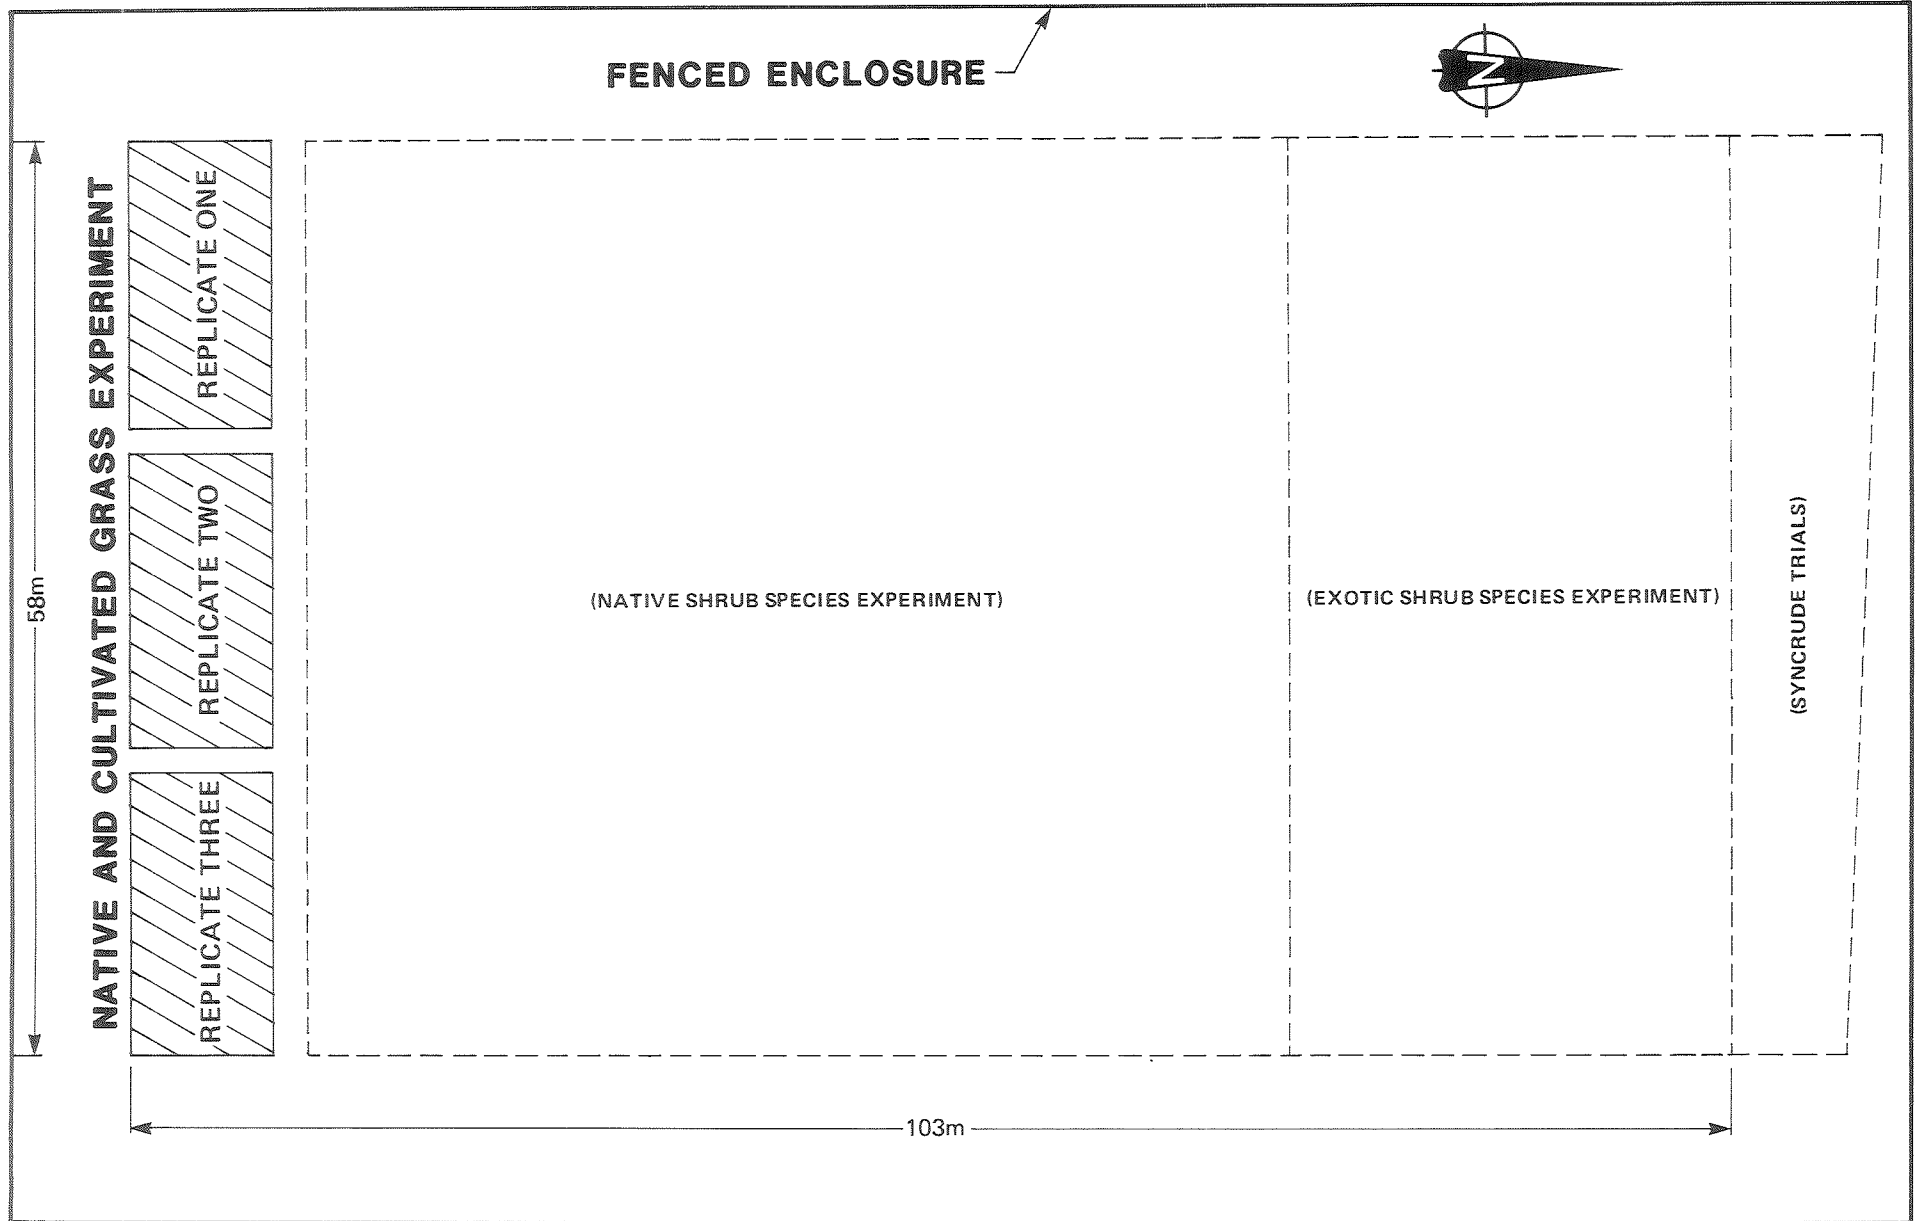 FENCED ENCLOSURE
N
NATIVE AND CULTIVATED GRASS EXPERIMENT
REPLICATE ONE
REPLICATE TWO
REPLICATE THREE
58m
(NATIVE SHRUB SPECIES EXPERIMENT)
(EXOTIC SHRUB SPECIES EXPERIMENT)
(SYNCRUDE TRIALS)
103m